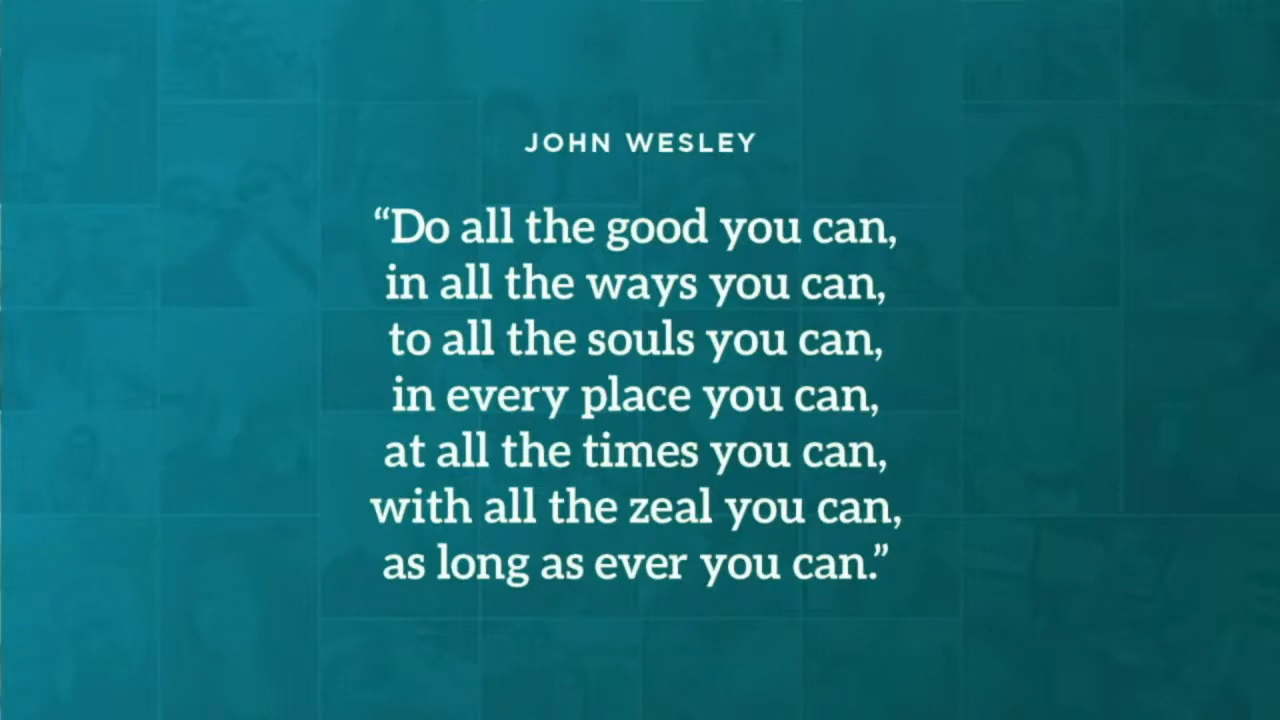 JOHN WESLEY
“Do all the good you can,
in all the ways you can,
to all the souls you can,
in every place you can,
at all the times you can,
with all the zeal you can,
as long as ever you can.”